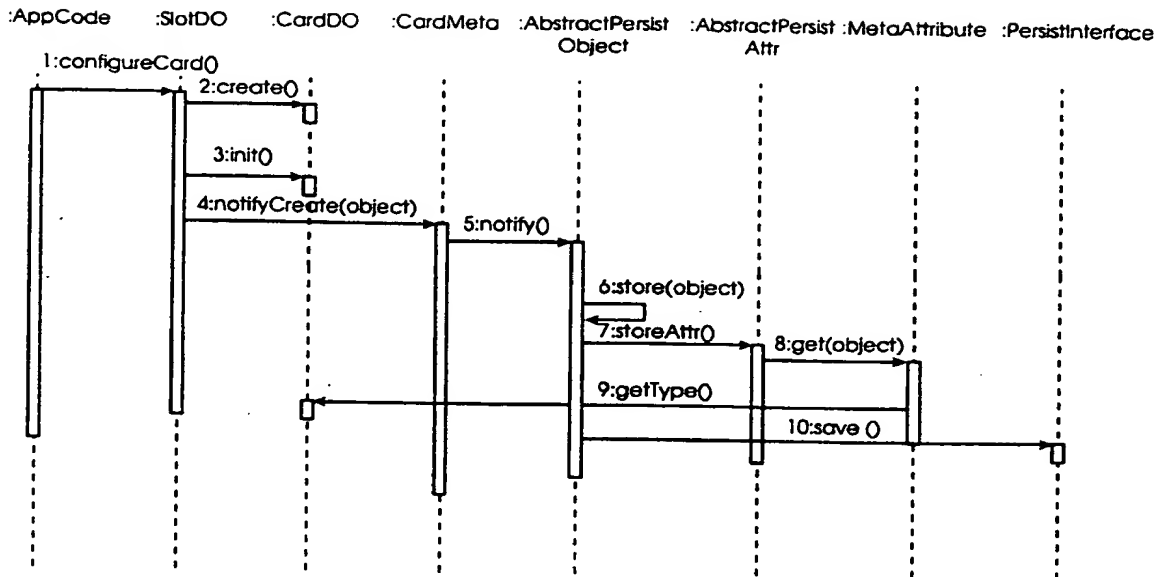 :AppCode :SlotDO :CardDO :CardMeta :AbstractPersist :AbstractPersist :MetaAttribute :PersistInterface
Object Attr
1:configureCard()
2:create()
3:init()
4:notifyCreate(object)
5:notify()
6:store(object)
7:storeAttr()
8:get(object)
9:getType()
10:save ()